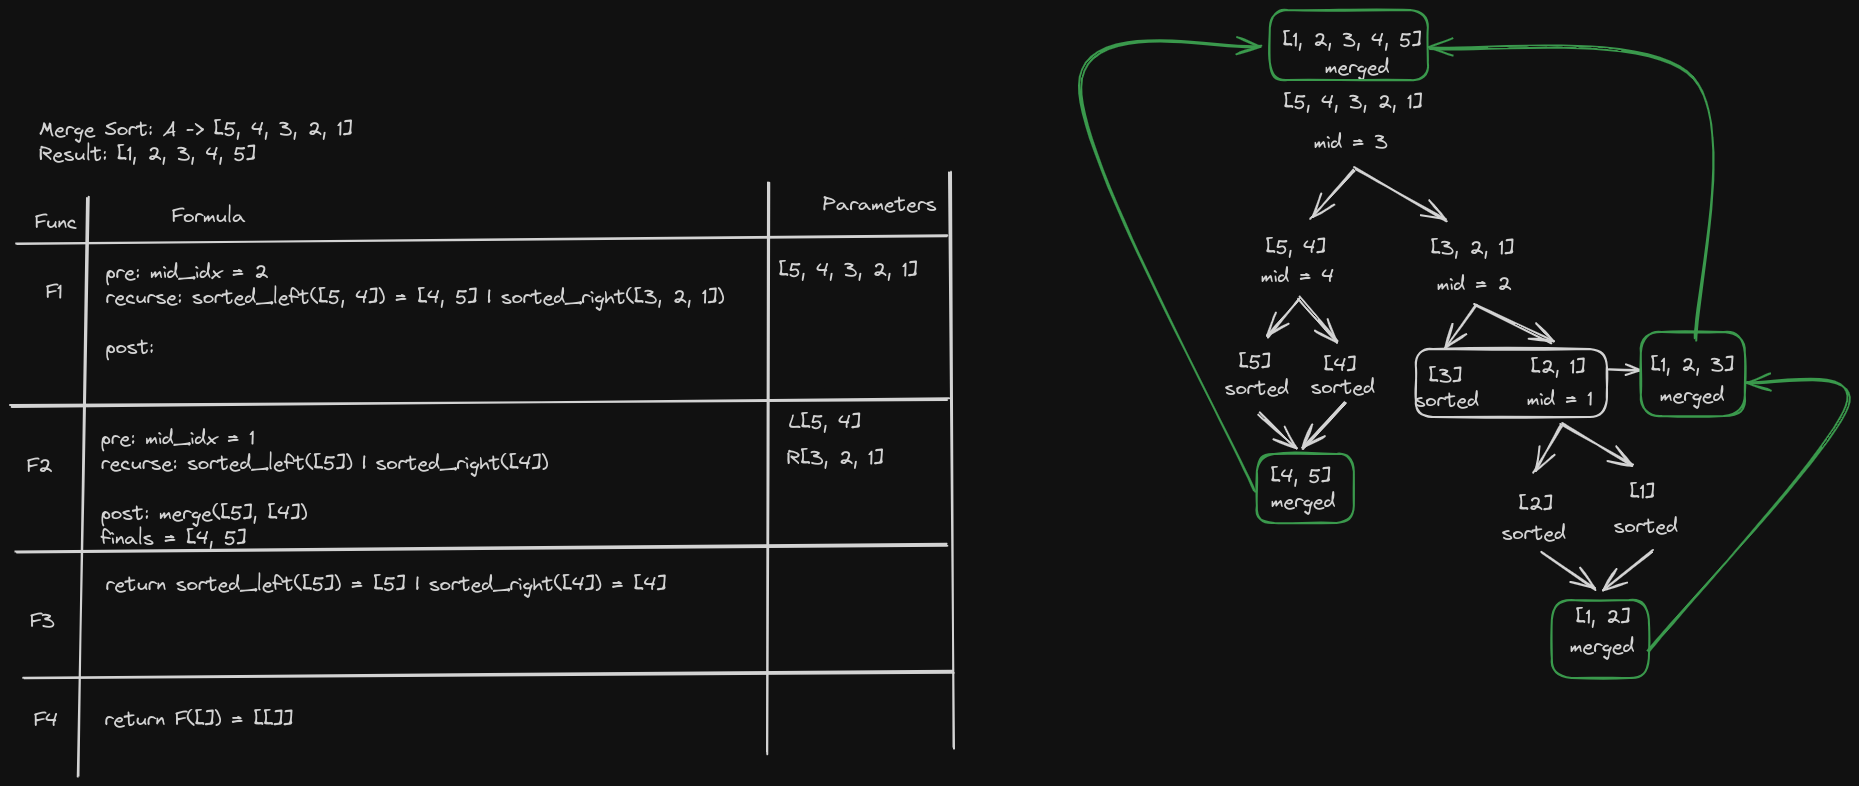 Merge Sort: A -> [5, 4, 3, 2, 1]
Result: [1, 2, 3, 4, 5]
Func
Formula
Parameters
F1
pre: mid_idx = 2
recurse: sorted_left([5, 4]) = [4, 5] | sorted_right([3, 2, 1])
post:
[5, 4, 3, 2, 1]
F2
pre: mid_idx = 1
recurse: sorted_left([5]) | sorted_right([4])
post: merge([5], [4])
finals = [4, 5]
L[5, 4]
R[3, 2, 1]
F3
return sorted_left([5]) = [5] | sorted_right([4]) = [4]
F4
return F([]) = [[]]
[1, 2, 3, 4, 5]
merged
[5, 4, 3, 2, 1]
mid = 3
[5, 4]
mid = 4
[3, 2, 1]
mid = 2
[5]
sorted
[4]
sorted
[3]
sorted
[2, 1]
mid = 1
[1, 2, 3]
merged
[4, 5]
merged
[2]
sorted
[1]
sorted
[1, 2]
merged